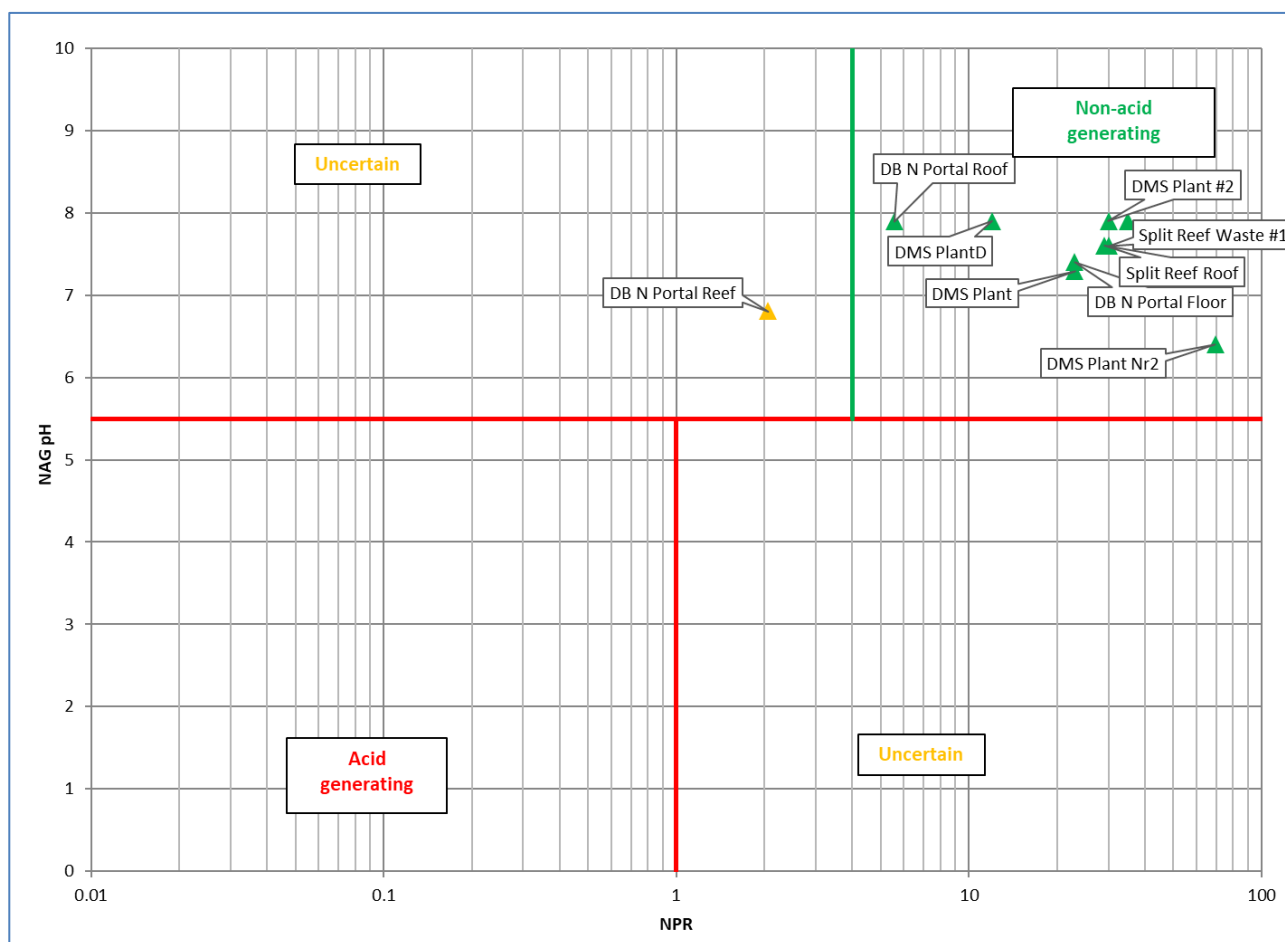 10
9
8
7
6
5
4
3
2
1
0
NAG pH
Non-acid
generating
Uncertain
DB N Portal Roof
DMS Plant #2
DMS PlantD
Split Reef Waste #1
Split Reef Roof
DB N Portal Reef
DMS Plant
DB N Portal Floor
DMS Plant Nr2
Acid
generating
Uncertain
0.01
0.1
1
10
100
NPR